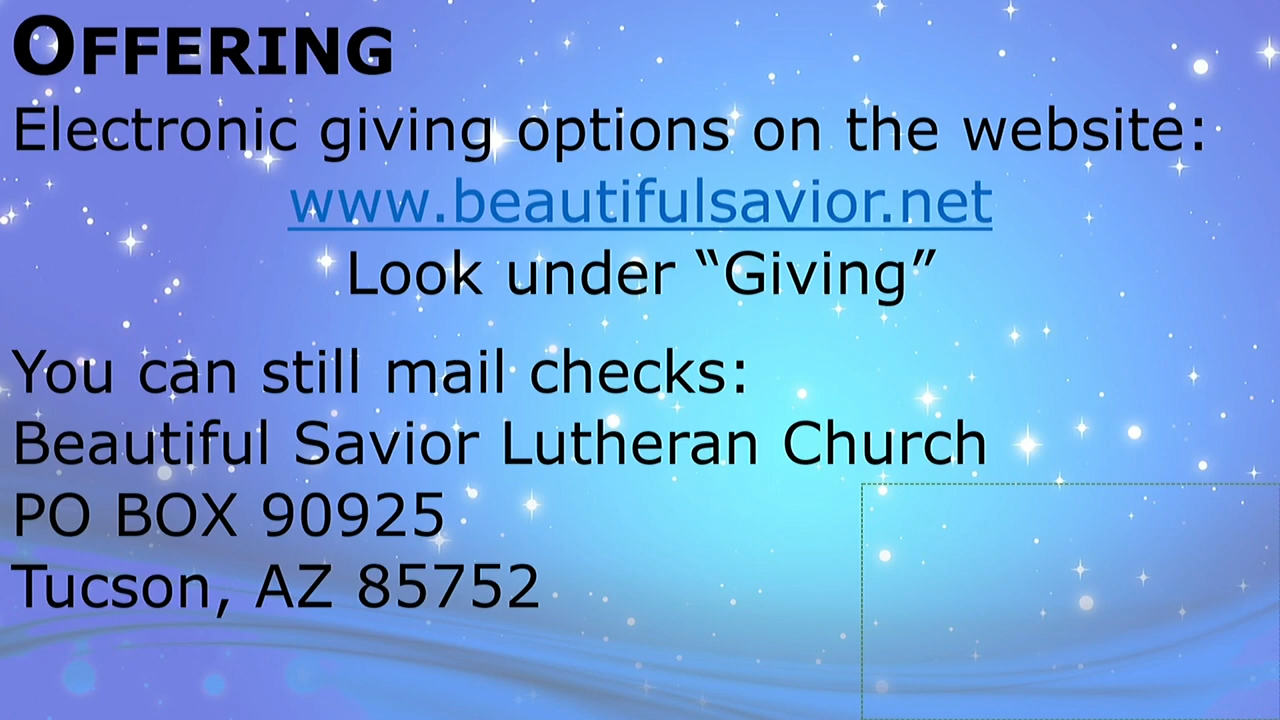 OFFERING
Electronic giving options on the website:
www.beautifulsavior.net
Look under “Giving”
You can still mail checks:
Beautiful Savior Lutheran Church
PO BOX 90925
Tucson, AZ 85752